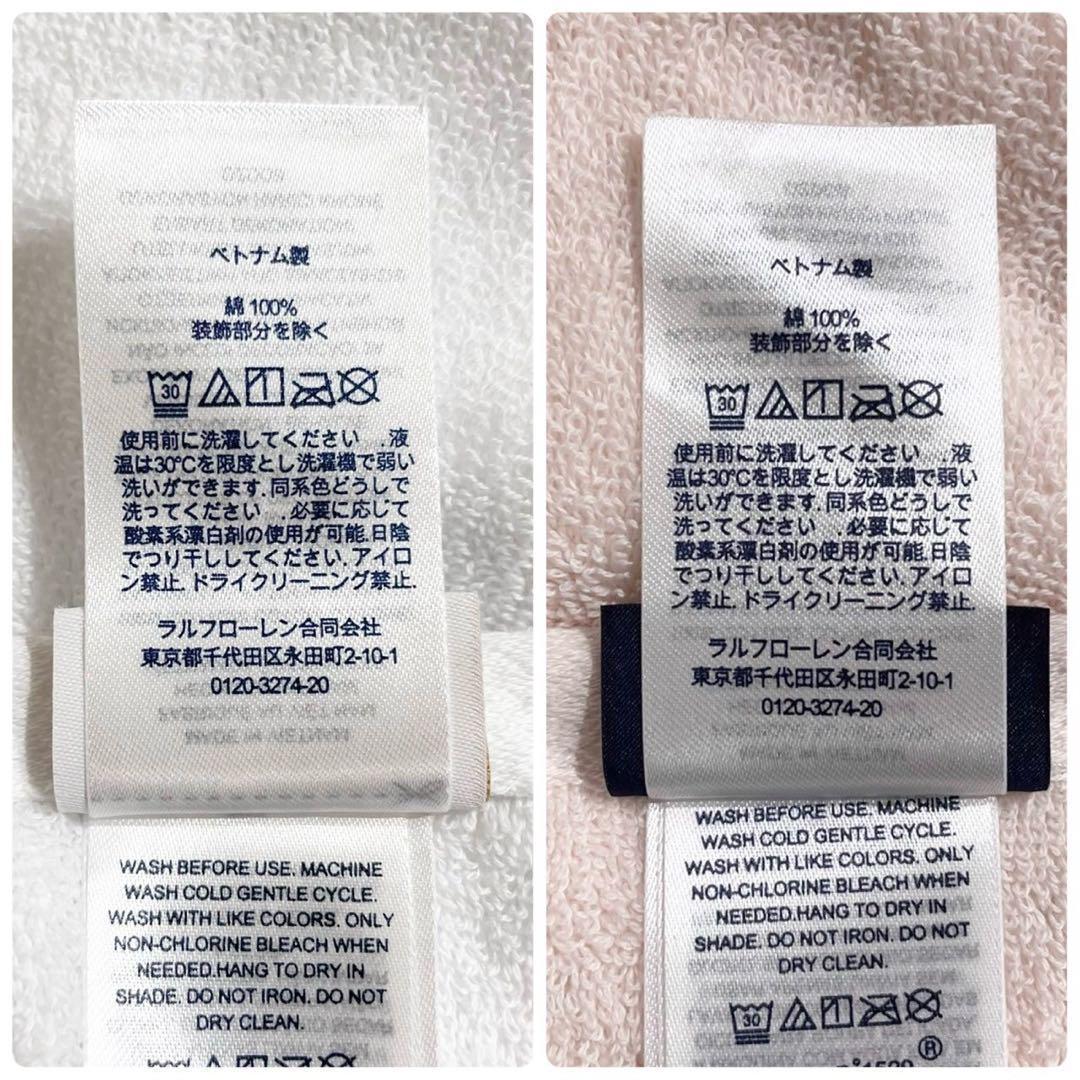 ベトナム製
綿 100%
装飾部分を除く
30
使用前に洗濯してください . .液
温は30℃を限度とし洗濯機で弱い
洗いができます.同系色どうしで
洗ってください . .必要に応じて
酸素系漂白剤の使用が可能.日陰
でつり干ししてください.アイロ
ン禁止.ドライクリーニング禁止.
ラルフローレン合同会社
東京都千代田区永田町2-10-1
0120-3274-20
WASH BEFORE USE. MACHINE
WASH COLD GENTLE CYCLE.
WASH WITH LIKE COLORS. ONLY
NON-CHLORINE BLEACH WHEN
NEEDED.HANG TO DRY IN
SHADE. DO NOT IRON. DO NOT
DRY CLEAN.
ベトナム製
綿 100%
装飾部分を除く
30
使用前に洗濯してください . .液
温は30℃を限度とし洗濯機で弱い
洗いができます.同系色どうしで
洗ってください . .必要に応じて
酸素系漂白剤の使用が可能.日陰
でつり干ししてください.アイロ
ン禁止.ドライクリーニング禁止.
ラルフローレン合同会社
東京都千代田区永田町2-10-1
0120-3274-20
WASH BEFORE USE. MACHINE
WASH COLD GENTLE CYCLE.
WASH WITH LIKE COLORS. ONLY
NON-CHLORINE BLEACH WHEN
NEEDED.HANG TO DRY IN
SHADE. DO NOT IRON. DO NOT
DRY CLEAN.
30
®